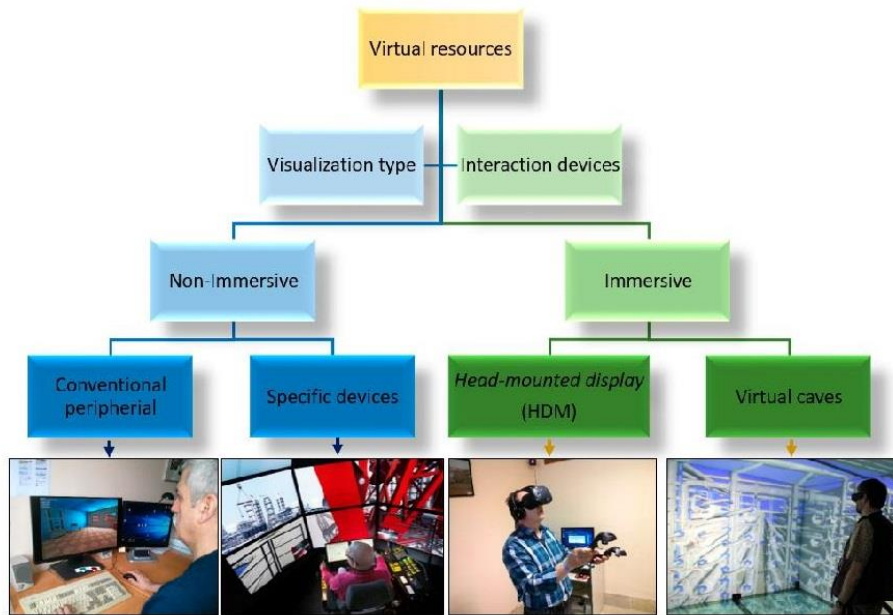 Virtual resources
Visualization type
Interaction devices
Non-Immersive
Immersive
Conventional
peripherial
Specific devices
Head-mounted display
(HDM)
Virtual caves